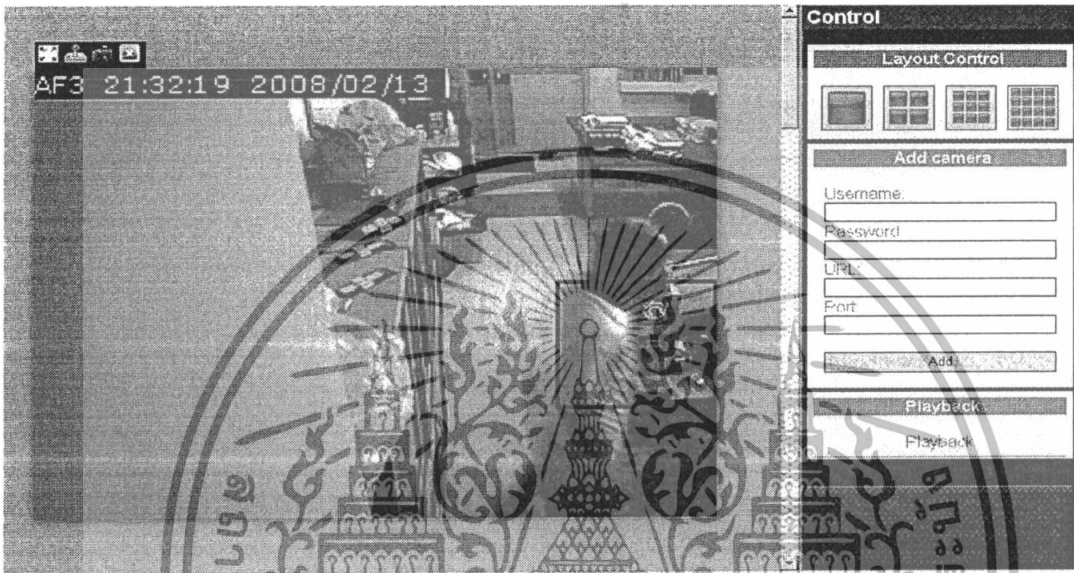 AF3 21:32:19 2008/02/13
Control
Layout Control
Add camera
Username:
Password
URL:
Port
Add
Playback
Playback